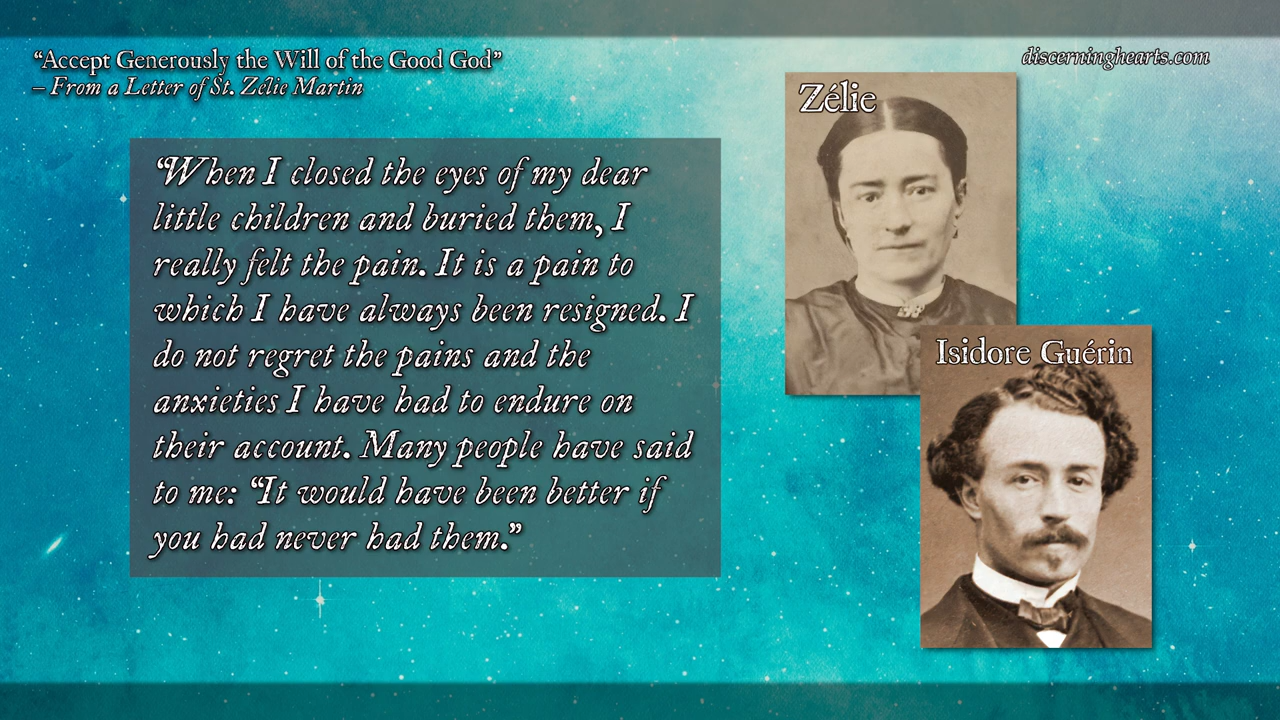 “Accept Generously the Will of the Good God”
– From a Letter of St. Zélie Martin
discerninghearts.com
“When I closed the eyes of my dear
little children and buried them, I
really felt the pain. It is a pain to
which I have always been resigned. I
do not regret the pains and the
anxieties I have had to endure on
their account. Many people have said
to me: “It would have been better if
you had never had them.”
Zélie
Isidore Guérin